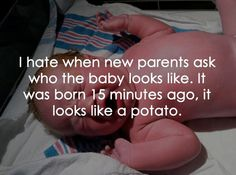 I hate when new parents ask
who the baby looks like. It
was born 15 minutes ago, it
looks like a potato.